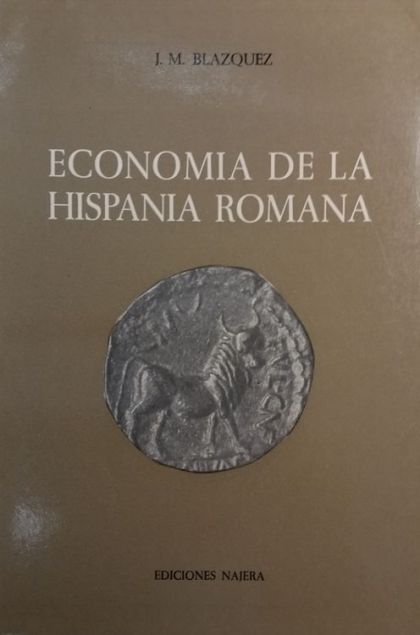 J. M. BLAZQUEZ
ECONOMIA DE LA
HISPANIA ROMANA
EDICIONES NAJERA